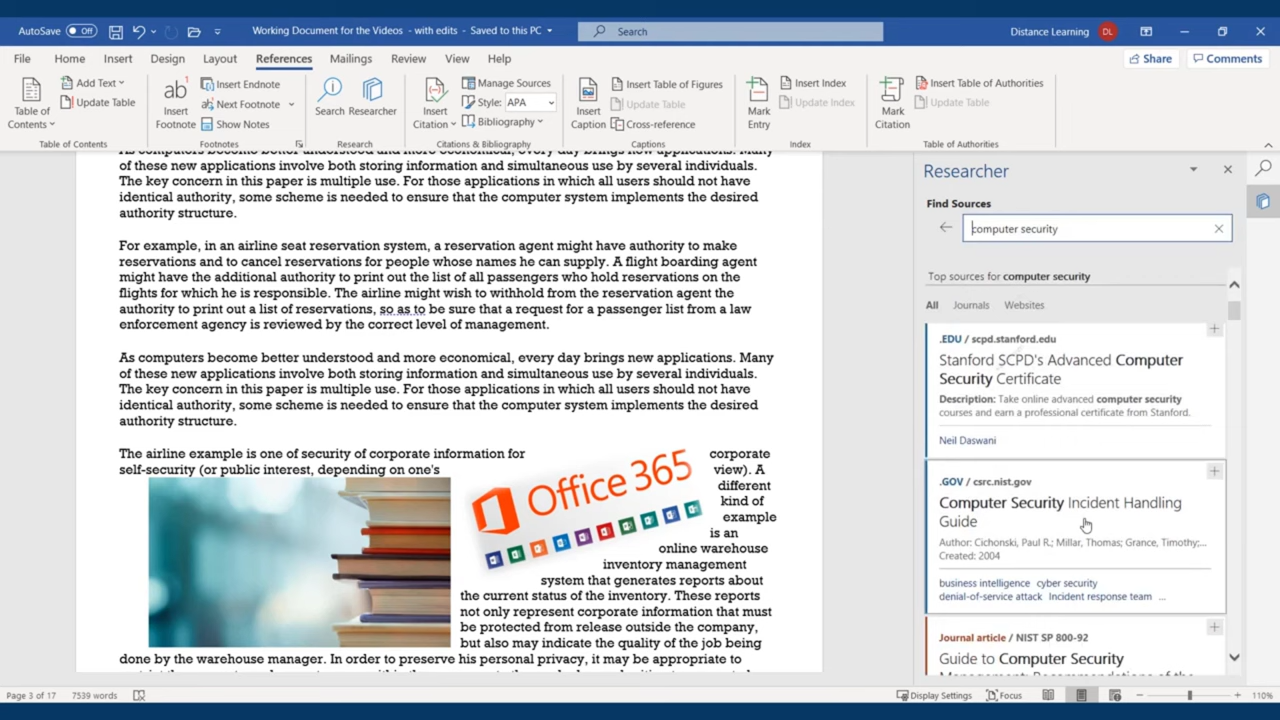 AutoSave Off Working Document for the Videos - with edits - Saved to this PC Search Distance Learning DL
File Home Insert Design Layout References Mailings Review View Help Share Comments
Table of Contents
Add Text
Update Table
Table of Contents
ab1
Insert Footnote
Insert Endnote
Next Footnote
Show Notes
Footnotes
Search
Researcher
Research
Insert Citation
Manage Sources
Style: APA
Bibliography
Citations & Bibliography
Insert Caption
Insert Table of Figures
Update Table
Cross-reference
Captions
Mark Entry
Insert Index
Update Index
Index
Mark Citation
Insert Table of Authorities
Update Table
Table of Authorities
As computers become better understood and more economical, every day brings new applications. Many
of these new applications involve both storing information and simultaneous use by several individuals.
The key concern in this paper is multiple use. For those applications in which all users should not have
identical authority, some scheme is needed to ensure that the computer system implements the desired
authority structure.
For example, in an airline seat reservation system, a reservation agent might have authority to make
reservations and to cancel reservations for people whose names he can supply. A flight boarding agent
might have the additional authority to print out the list of all passengers who hold reservations on the
flights for which he is responsible. The airline might wish to withhold from the reservation agent the
authority to print out a list of reservations, so as to be sure that a request for a passenger list from a law
enforcement agency is reviewed by the correct level of management.
As computers become better understood and more economical, every day brings new applications. Many
of these new applications involve both storing information and simultaneous use by several individuals.
The key concern in this paper is multiple use. For those applications in which all users should not have
identical authority, some scheme is needed to ensure that the computer system implements the desired
authority structure.
The airline example is one of security of corporate information for corporate
self-security (or public interest, depending on one's view). A
different
kind of
example
is an
online warehouse
inventory management
system that generates reports about
the current status of the inventory. These reports
not only represent corporate information that must
be protected from release outside the company,
but also may indicate the quality of the job being
done by the warehouse manager. In order to preserve his personal privacy, it may be appropriate to
Office 365
Researcher
Find Sources
computer security
Top sources for computer security
All Journals Websites
.EDU / scpd.stanford.edu
Stanford SCPD's Advanced Computer
Security Certificate
Description: Take online advanced computer security
courses and earn a professional certificate from Stanford.
Neil Daswani
.GOV / csrc.nist.gov
Computer Security Incident Handling
Guide
Author: Cichonski, Paul R.; Millar, Thomas; Grance, Timothy;...
Created: 2004
business intelligence cyber security
denial-of-service attack Incident response team ...
Journal article / NIST SP 800-92
Guide to Computer Security
Page 3 of 17 7539 words Display Settings Focus 110%